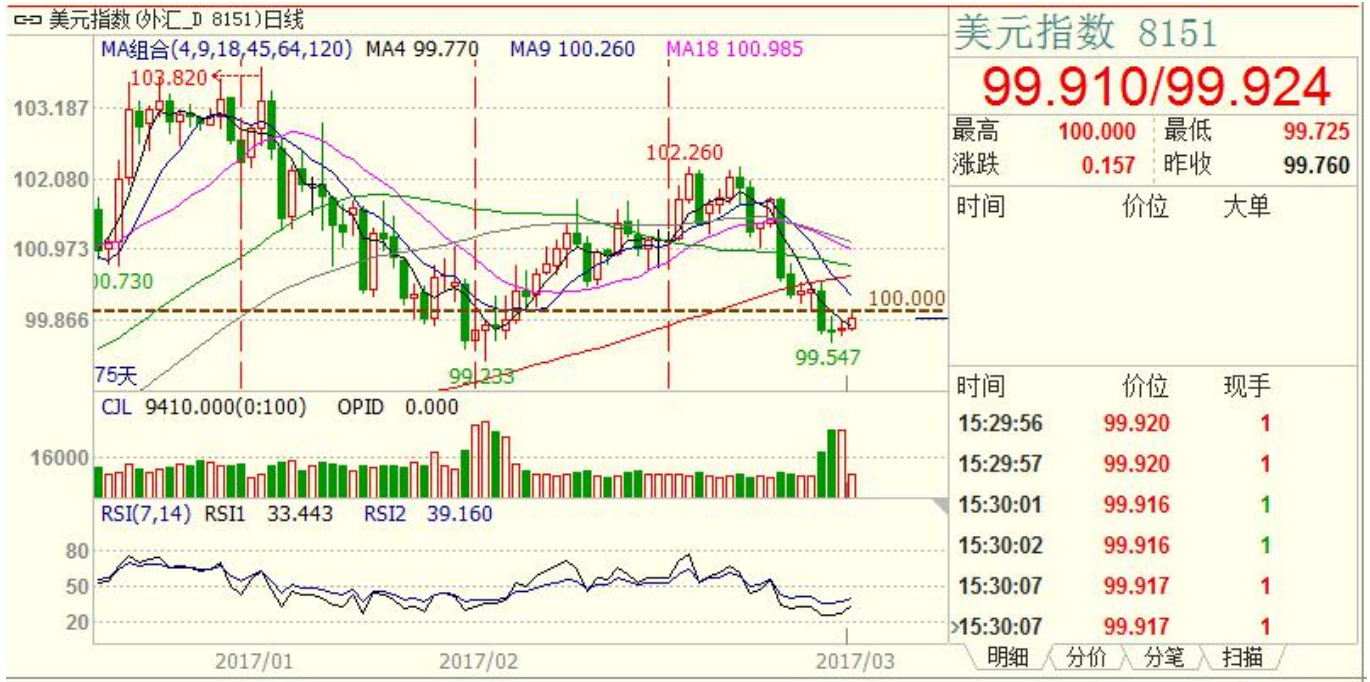 美元指数(外汇_D 8151)日线
MA组合(4,9,18,45,64,120) MA4 99.770 MA9 100.260 MA18 100.985
103.820
103.187
102.260
102.080
100.973
00.730
100.000
99.866
99.547
99.233
75天
CJL 9410.000(0:100) OPID 0.000
16000
RSI(7,14) RSI1 33.443 RSI2 39.160
80
50
20
2017/01 2017/02 2017/03
美元指数 8151
99.910/99.924
最高 100.000 最低 99.725
涨跌 0.157 昨收 99.760
时间 价位 大单
时间 价位 现手
15:29:56 99.920 1
15:29:57 99.920 1
15:30:01 99.916 1
15:30:02 99.916 1
15:30:07 99.917 1
15:30:07 99.917 1
明细 分价 分笔 扫描